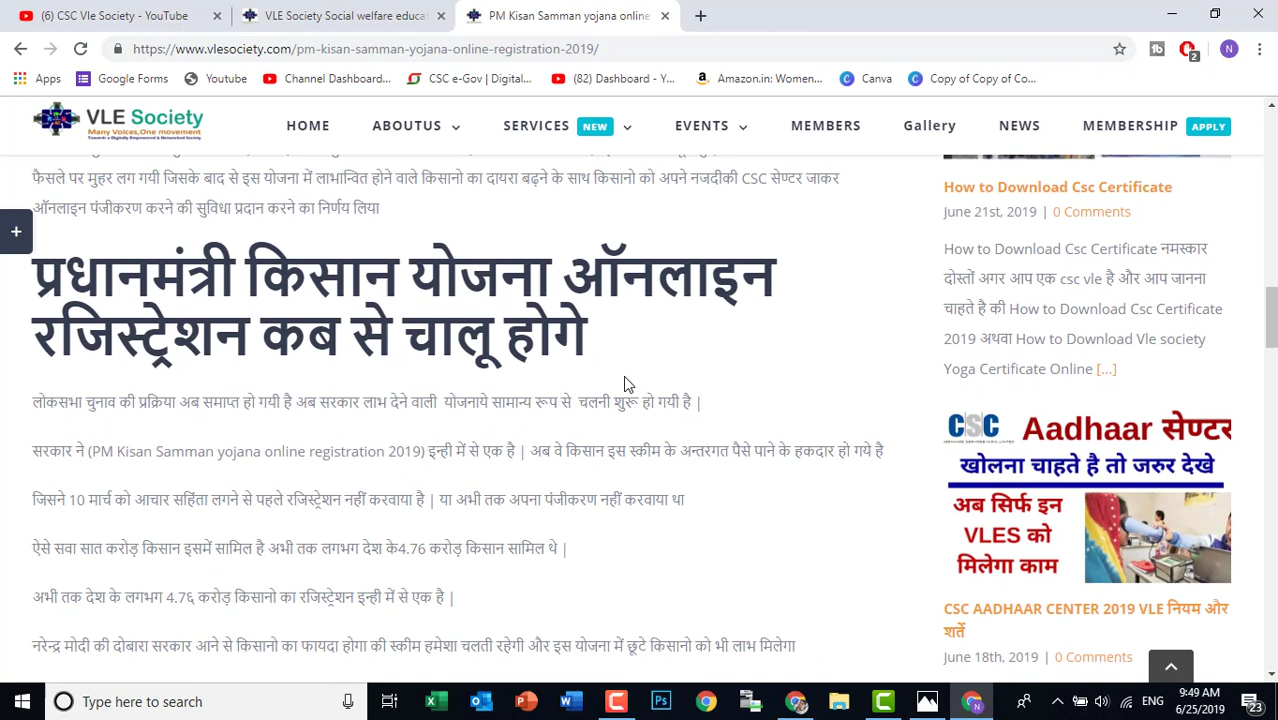 (6) CSC VLE Society - YouTube
VLE Society Social welfare educat
PM Kisan Samman yojana online
https://www.vlesociety.com/pm-kisan-samman-yojana-online-registration-2019/
Apps
Google Forms
Youtube
Channel Dashboard...
CSC e-Gov | Digital...
(82) Dashboard - Y...
Amazon.in: Women...
Canva
Copy of Copy of Co...
2
N
VLE Society
Many Voices,One movement
HOME
ABOUTUS
SERVICES NEW
EVENTS
MEMBERS
Gallery
NEWS
MEMBERSHIP APPLY
फैसले पर मुहर लग गयी जिसके बाद से इस योजना में लाभान्वित होने वाले किसानो का दायरा बढ़ने के साथ किसानो को अपने नजदीकी CSC सेण्टर जाकर
ऑनलाइन पंजीकरण करने की सुविधा प्रदान करने का निर्णय लिया
प्रधानमंत्री किसान योजना ऑनलाइन
रजिस्ट्रेशन कब से चालू होगे
लोकसभा चुनाव की प्रक्रिया अब समाप्त हो गयी है अब सरकार लाभ देने वाली योजनाये सामान्य रूप से चलनी शुरू हो गयी है |
सरकार ने (PM Kisan Samman yojana online registration 2019) इन्ही में से एक है | अब वे किसान इस स्कीम के अन्तरगत पैसे पाने के हकदार हो गये है
जिसने 10 मार्च को आचार सहिंता लगने से पहले रजिस्ट्रेशन नहीं करवाया है | या अभी तक अपना पंजीकरण नहीं करवाया था
ऐसे सवा सात करोड़ किसान इसमें सामिल है अभी तक लगभग देश के4.76 करोड़ किसान सामिल थे |
अभी तक देश के लगभग 4.7६ करोड़ किसानो का रजिस्ट्रेशन इन्ही में से एक है |
नरेन्द्र मोदी की दोबारा सरकार आने से किसानो का फायदा होगा की स्कीम हमेशा चलती रहेगी और इस योजना में छूटे किसानो को भी लाभ मिलेगा
How to Download Csc Certificate
June 21st, 2019 | 0 Comments
How to Download Csc Certificate नमस्कार
दोस्तों अगर आप एक csc vle है और आप जानना
चाहते है की How to Download Csc Certificate
2019 अथवा How to Download Vle society
Yoga Certificate Online [...]
CSC Aadhaar सेण्टर
खोलना चाहते है तो जरुर देखे
अब सिर्फ इन
VLES को
मिलेगा काम
CSC AADHAAR CENTER 2019 VLE नियम और
शर्तें
June 18th, 2019 | 0 Comments
Type here to search
ENG
9:49 AM
6/25/2019
23